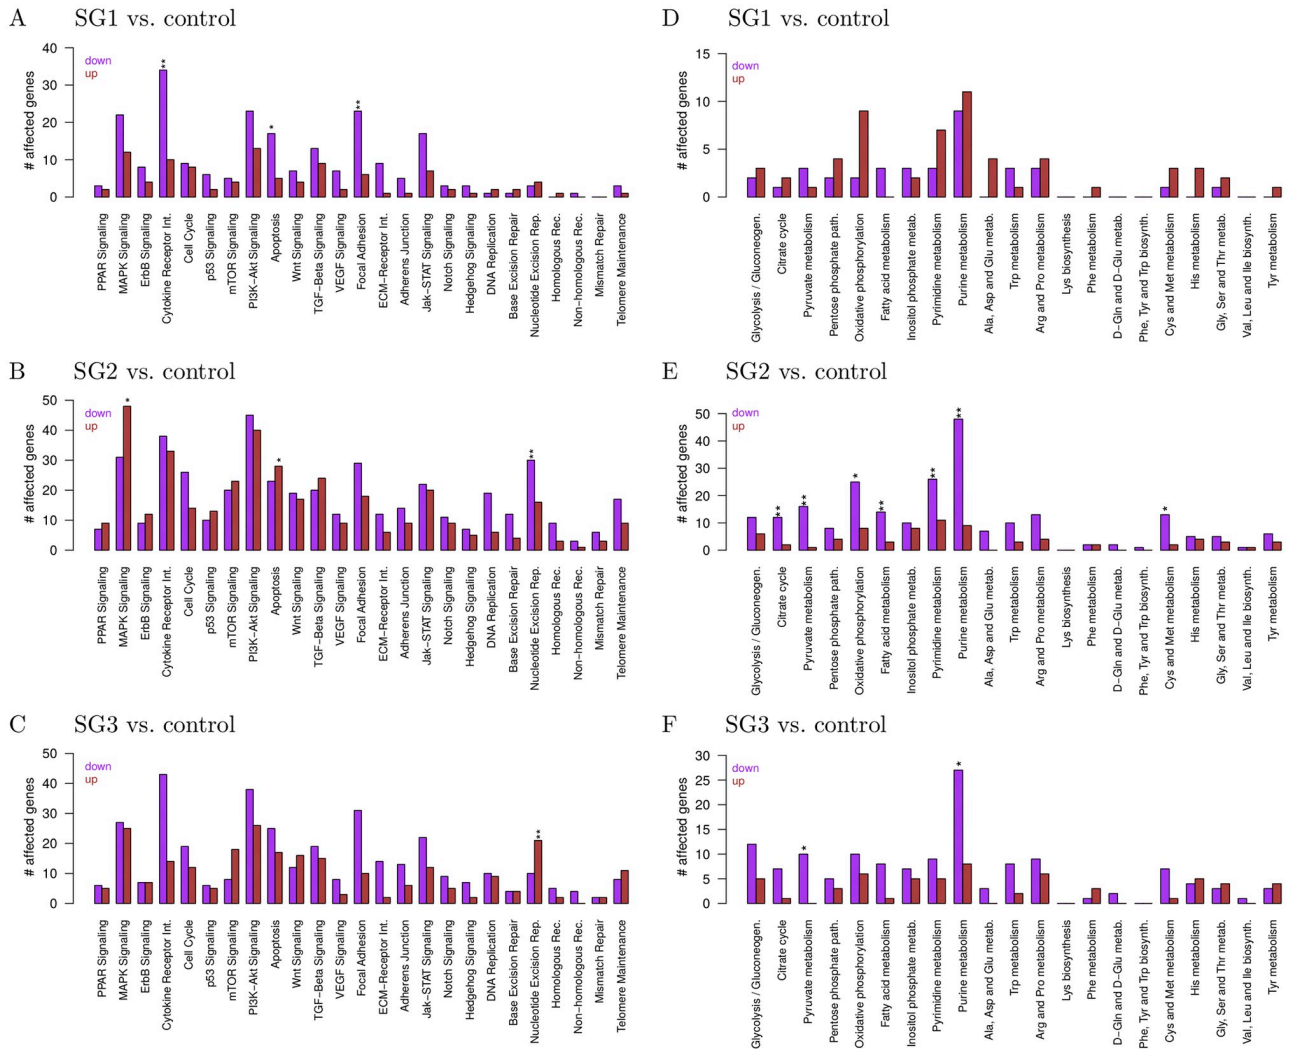 A SG1 vs. control
# affected genes
40
30
20
10
0
down
up
**
*
**
PPAR Signaling
MAPK Signaling
ErbB Signaling
Cytokine Receptor Int.
Cell Cycle
p53 Signaling
mTOR Signaling
PI3K−Akt Signaling
Apoptosis
Wnt Signaling
TGF−Beta Signaling
VEGF Signaling
Focal Adhesion
ECM−Receptor Int.
Adherens Junction
Jak−STAT Signaling
Notch Signaling
Hedgehog Signaling
DNA Replication
Base Excision Repair
Nucleotide Excision Rep.
Homologous Rec.
Non−homologous Rec.
Mismatch Repair
Telomere Maintenance
D SG1 vs. control
# affected genes
15
10
5
0
down
up
Glycolysis / Gluconeogen.
Citrate cycle
Pyruvate metabolism
Pentose phosphate path.
Oxidative phosphorylation
Fatty acid metabolism
Inositol phosphate metab.
Pyrimidine metabolism
Purine metabolism
Ala, Asp and Glu metab.
Trp metabolism
Arg and Pro metabolism
Lys biosynthesis
Phe metabolism
D−Gln and D−Glu metab.
Phe, Tyr and Trp biosynth.
Cys and Met metabolism
His metabolism
Gly, Ser and Thr metab.
Val, Leu and Ile biosynth.
Tyr metabolism
B SG2 vs. control
# affected genes
50
40
30
20
10
0
down
up
*
*
**
PPAR Signaling
MAPK Signaling
ErbB Signaling
Cytokine Receptor Int.
Cell Cycle
p53 Signaling
mTOR Signaling
PI3K−Akt Signaling
Apoptosis
Wnt Signaling
TGF−Beta Signaling
VEGF Signaling
Focal Adhesion
ECM−Receptor Int.
Adherens Junction
Jak−STAT Signaling
Notch Signaling
Hedgehog Signaling
DNA Replication
Base Excision Repair
Nucleotide Excision Rep.
Homologous Rec.
Non−homologous Rec.
Mismatch Repair
Telomere Maintenance
E SG2 vs. control
# affected genes
50
40
30
20
10
0
down
up
**
**
*
**
**
**
*
Glycolysis / Gluconeogen.
Citrate cycle
Pyruvate metabolism
Pentose phosphate path.
Oxidative phosphorylation
Fatty acid metabolism
Inositol phosphate metab.
Pyrimidine metabolism
Purine metabolism
Ala, Asp and Glu metab.
Trp metabolism
Arg and Pro metabolism
Lys biosynthesis
Phe metabolism
D−Gln and D−Glu metab.
Phe, Tyr and Trp biosynth.
Cys and Met metabolism
His metabolism
Gly, Ser and Thr metab.
Val, Leu and Ile biosynth.
Tyr metabolism
C SG3 vs. control
# affected genes
50
40
30
20
10
0
down
up
**
PPAR Signaling
MAPK Signaling
ErbB Signaling
Cytokine Receptor Int.
Cell Cycle
p53 Signaling
mTOR Signaling
PI3K−Akt Signaling
Apoptosis
Wnt Signaling
TGF−Beta Signaling
VEGF Signaling
Focal Adhesion
ECM−Receptor Int.
Adherens Junction
Jak−STAT Signaling
Notch Signaling
Hedgehog Signaling
DNA Replication
Base Excision Repair
Nucleotide Excision Rep.
Homologous Rec.
Non−homologous Rec.
Mismatch Repair
Telomere Maintenance
F SG3 vs. control
# affected genes
30
25
20
15
10
5
0
down
up
*
*
Glycolysis / Gluconeogen.
Citrate cycle
Pyruvate metabolism
Pentose phosphate path.
Oxidative phosphorylation
Fatty acid metabolism
Inositol phosphate metab.
Pyrimidine metabolism
Purine metabolism
Ala, Asp and Glu metab.
Trp metabolism
Arg and Pro metabolism
Lys biosynthesis
Phe metabolism
D−Gln and D−Glu metab.
Phe, Tyr and Trp biosynth.
Cys and Met metabolism
His metabolism
Gly, Ser and Thr metab.
Val, Leu and Ile biosynth.
Tyr metabolism